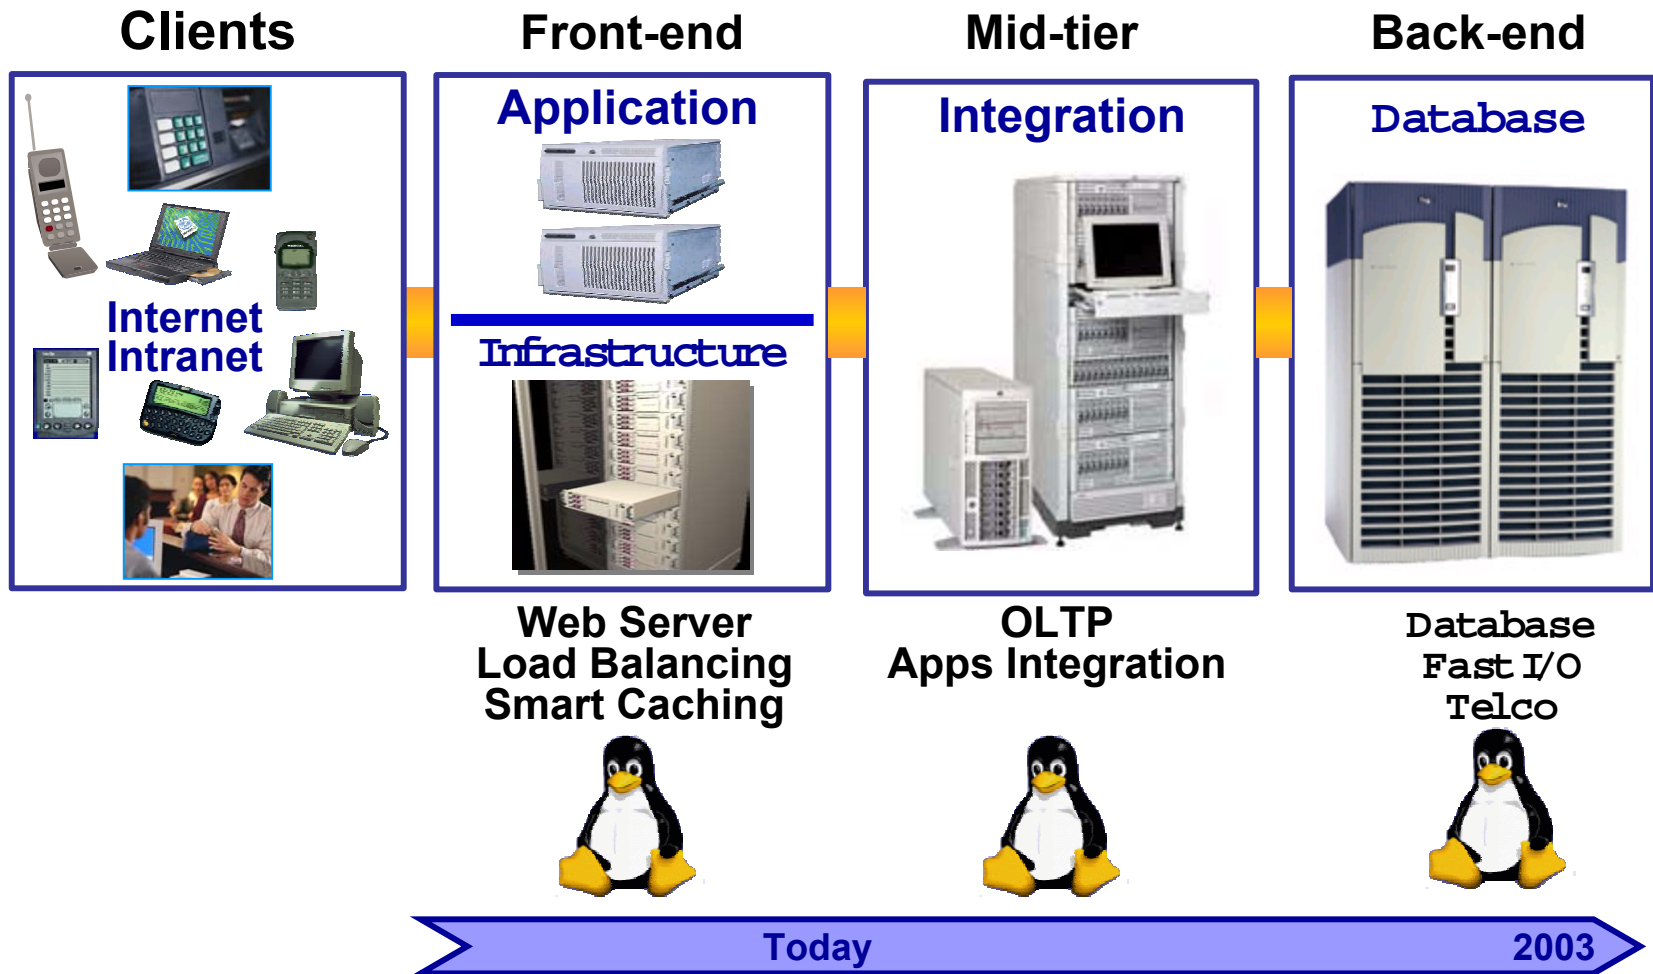 Clients
Front-end
Mid-tier
Back-end
Internet
Intranet
Application
Infrastructure
Integration
Database
Web Server
Load Balancing
Smart Caching
OLTP
Apps Integration
Database
Fast I/O
Telco
Today
2003